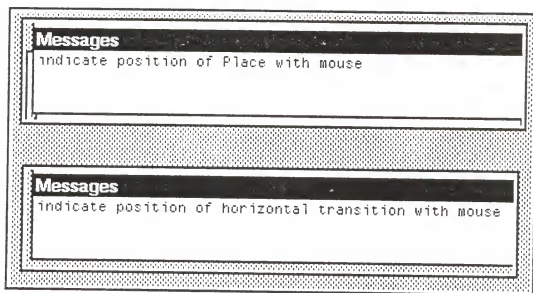 Messages
indicate position of Place with mouse
Messages
indicate position of horizontal transition with mouse